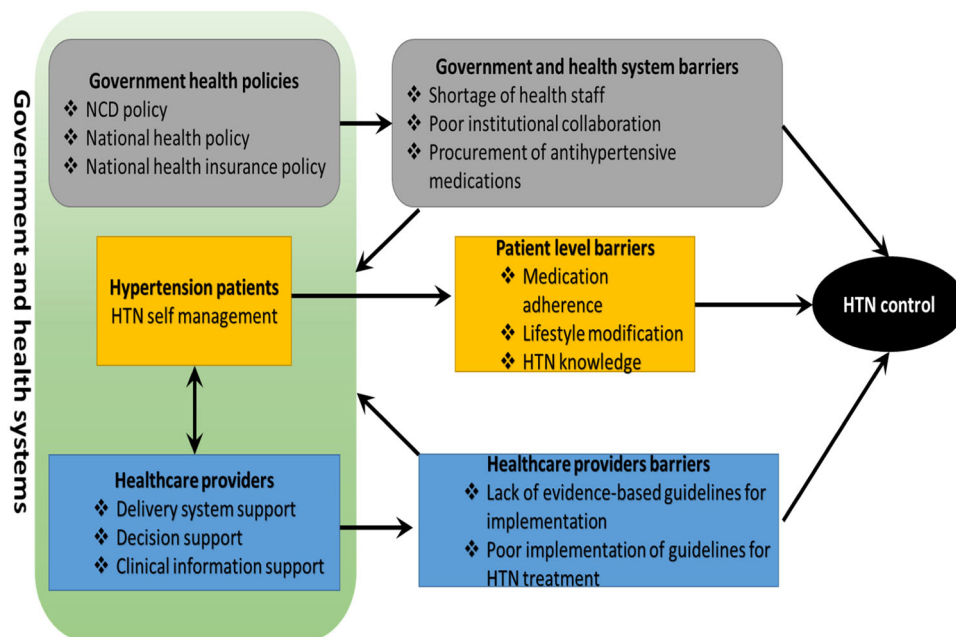 Government and health systems
Government health policies
❖ NCD policy
❖ National health policy
❖ National health insurance policy
Government and health system barriers
❖ Shortage of health staff
❖ Poor institutional collaboration
❖ Procurement of antihypertensive
medications
Hypertension patients
HTN self management
Patient level barriers
❖ Medication
adherence
❖ Lifestyle modification
❖ HTN knowledge
HTN control
Healthcare providers
❖ Delivery system support
❖ Decision support
❖ Clinical information support
Healthcare providers barriers
❖ Lack of evidence-based guidelines for
implementation
❖ Poor implementation of guidelines for
HTN treatment